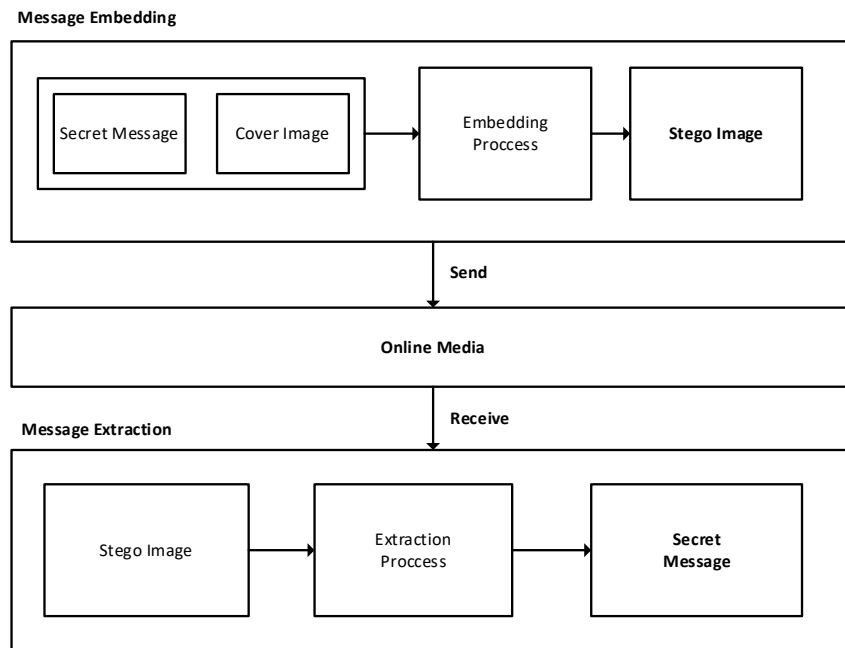 Message Embedding
Secret Message
Cover Image
Embedding
Proccess
Stego Image
Send
Online Media
Receive
Message Extraction
Stego Image
Extraction
Proccess
Secret
Message